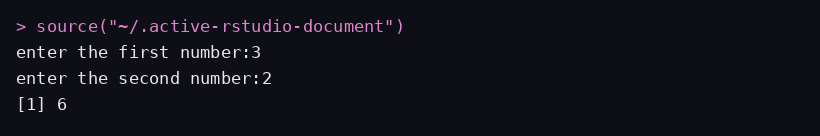 > source("~/.active-rstudio-document")
enter the first number:3
enter the second number:2
[1] 6